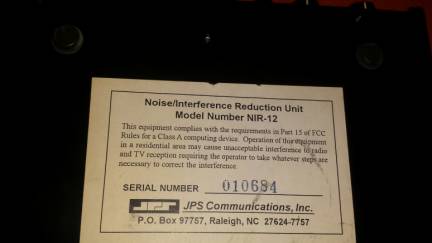 Noise/Interference Reduction Unit
Model Number NIR-12
This equipment complies with the requirements in Part 15 of FCC
Rules for a Class A computing device. Operation of the equipment
in a residential area may cause unacceptable interference to radio
and TV reception requiring the operator to take whatever steps are
necessary to correct the interference.
SERIAL NUMBER 010684
JPS JPS Communications, Inc.
P.O. Box 97757, Raleigh, NC 27624-7757